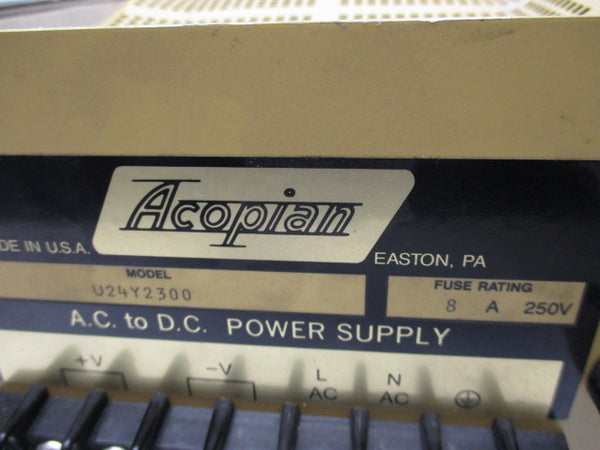 Acopian
DE IN U.S.A.
EASTON, PA
MODEL
U24Y2300
FUSE RATING
8 A 250V
A.C. to D.C. POWER SUPPLY
+V -V L N
AC AC